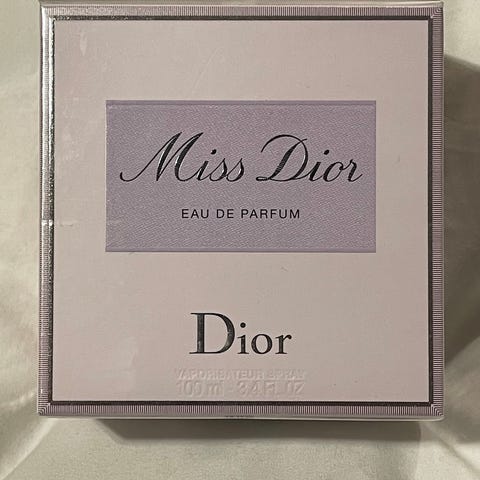 Miss Dior
EAU DE PARFUM
Dior
VAPORISATEUR SPRAY
100 ml - 3.4 FL.OZ